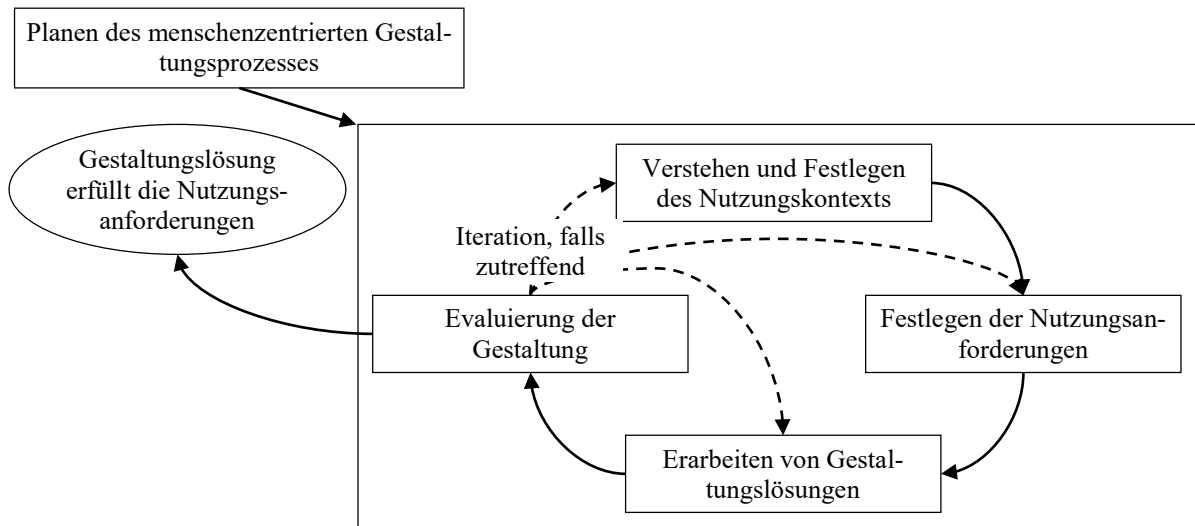 Planen des menschenzentrierten Gestal-
tungsprozesses
Gestaltungslösung
erfüllt die Nutzungs-
anforderungen
Verstehen und Festlegen
des Nutzungskontexts
Iteration, falls
zutreffend
Evaluierung der
Gestaltung
Festlegen der Nutzungsan-
forderungen
Erarbeiten von Gestal-
tungslösungen